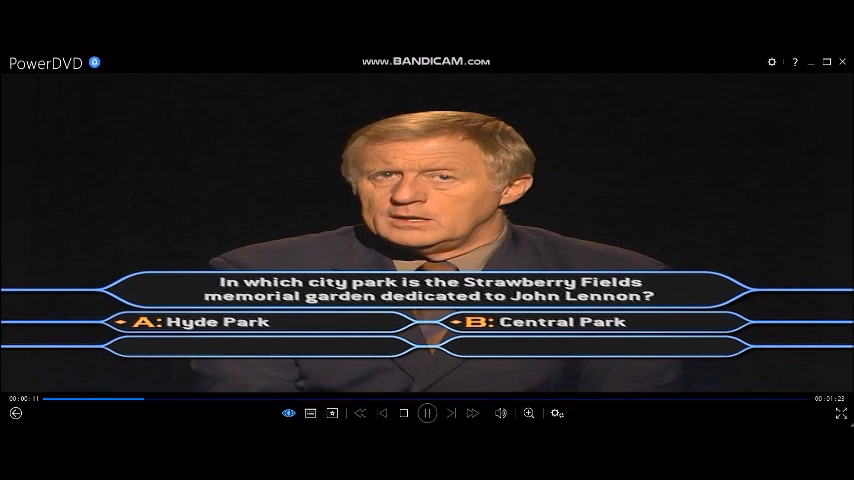 PowerDVD
www.BANDICAM.com
?
In which city park is the Strawberry Fields
memorial garden dedicated to John Lennon?
A: Hyde Park
B: Central Park
00:00:11
00:01:23